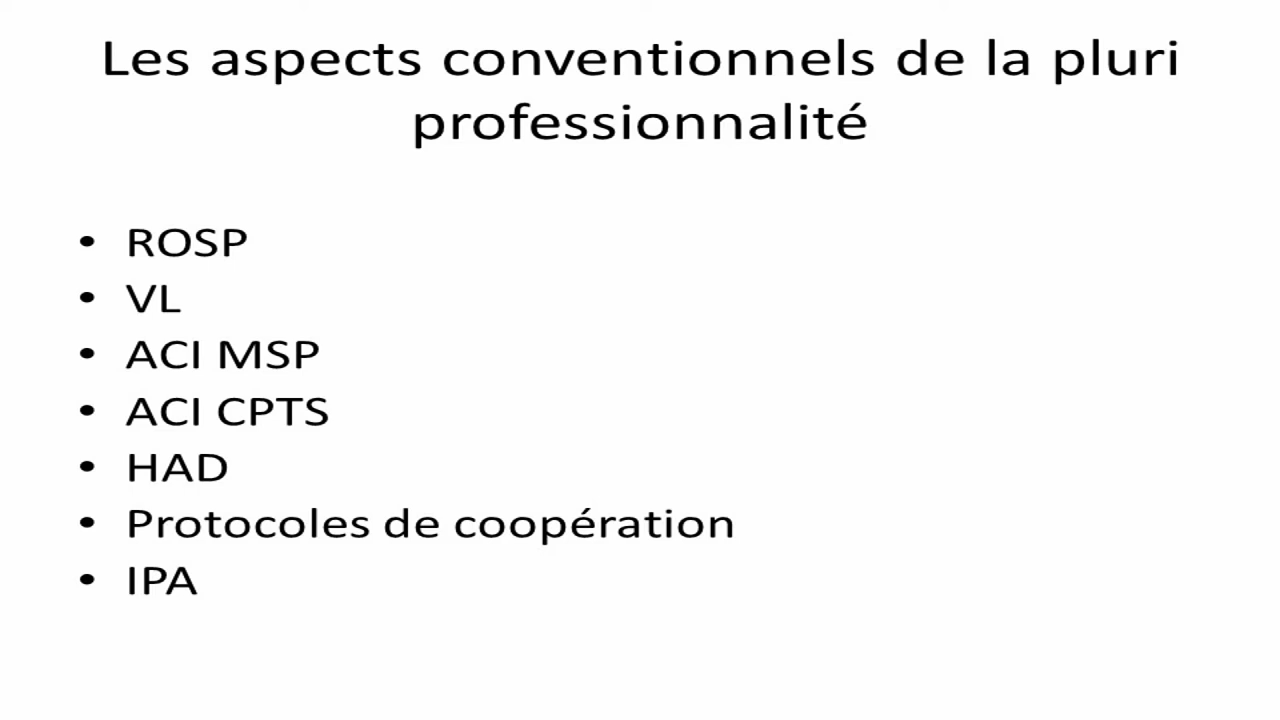 Les aspects conventionnels de la pluri
professionnalité
• ROSP
• VL
• ACI MSP
• ACI CPTS
• HAD
• Protocoles de coopération
• IPA